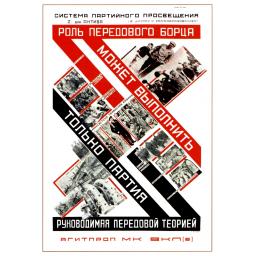 СИСТЕМА ПАРТИЙНОГО ПРОСВЕЩЕНИЯ
РОЛЬ ПЕРЕДОВОГО БОРЦА
МОЖЕТ ВЫПОЛНИТЬ
ТОЛЬКО ПАРТИЯ
РУКОВОДИМАЯ ПЕРЕДОВОЙ ТЕОРИЕЙ
АГИТПРОП МК ВКП(в)